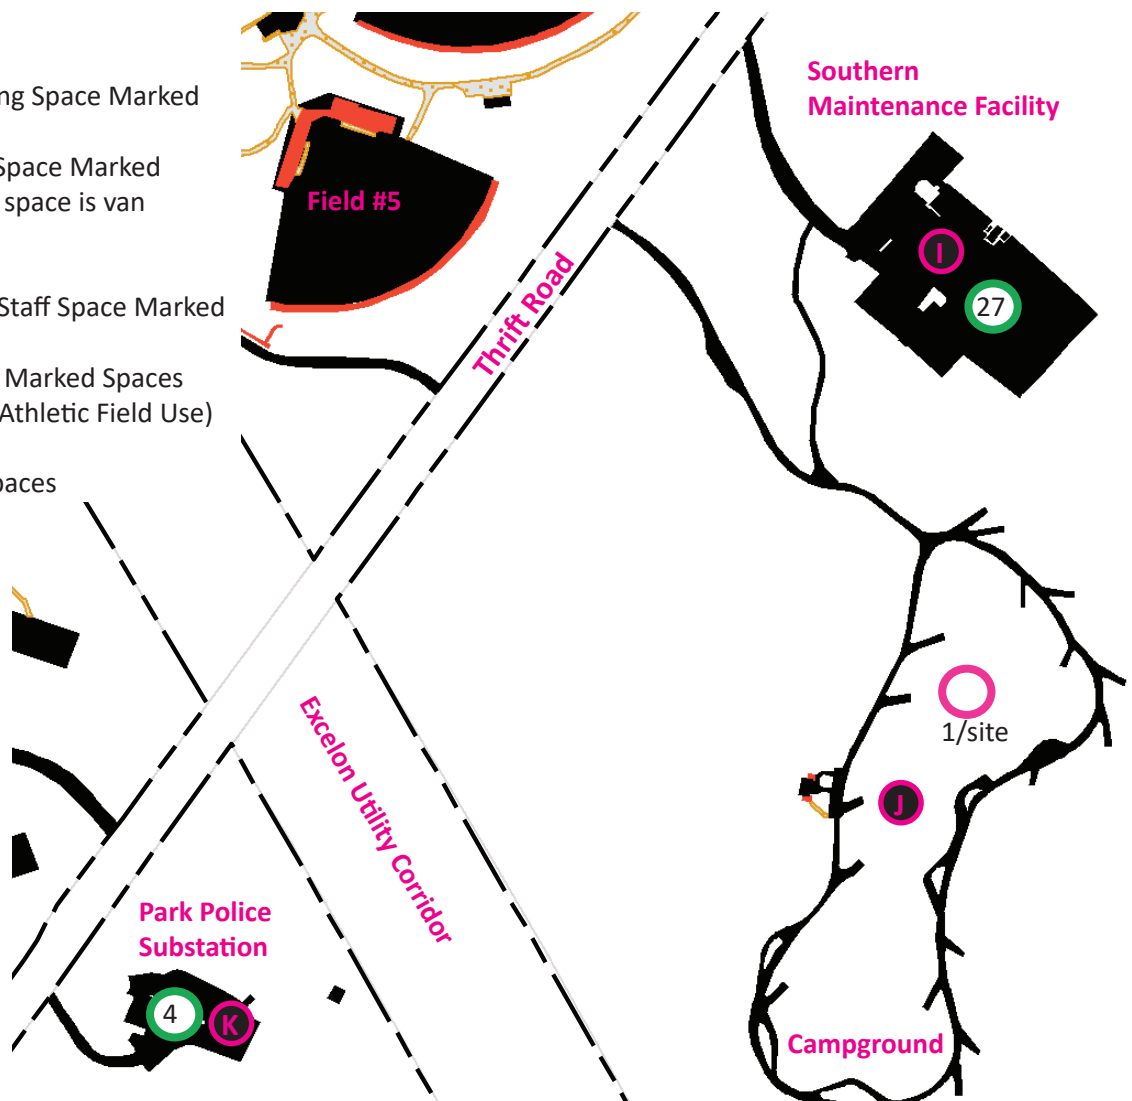 ng Space Marked
Space Marked
space is van
Staff Space Marked
Marked Spaces
Athletic Field Use)
paces
Southern
Maintenance Facility
Field #5
I
27
Thrift Road
1/site
J
Excelon Utility Corridor
Park Police
Substation
4
K
Campground